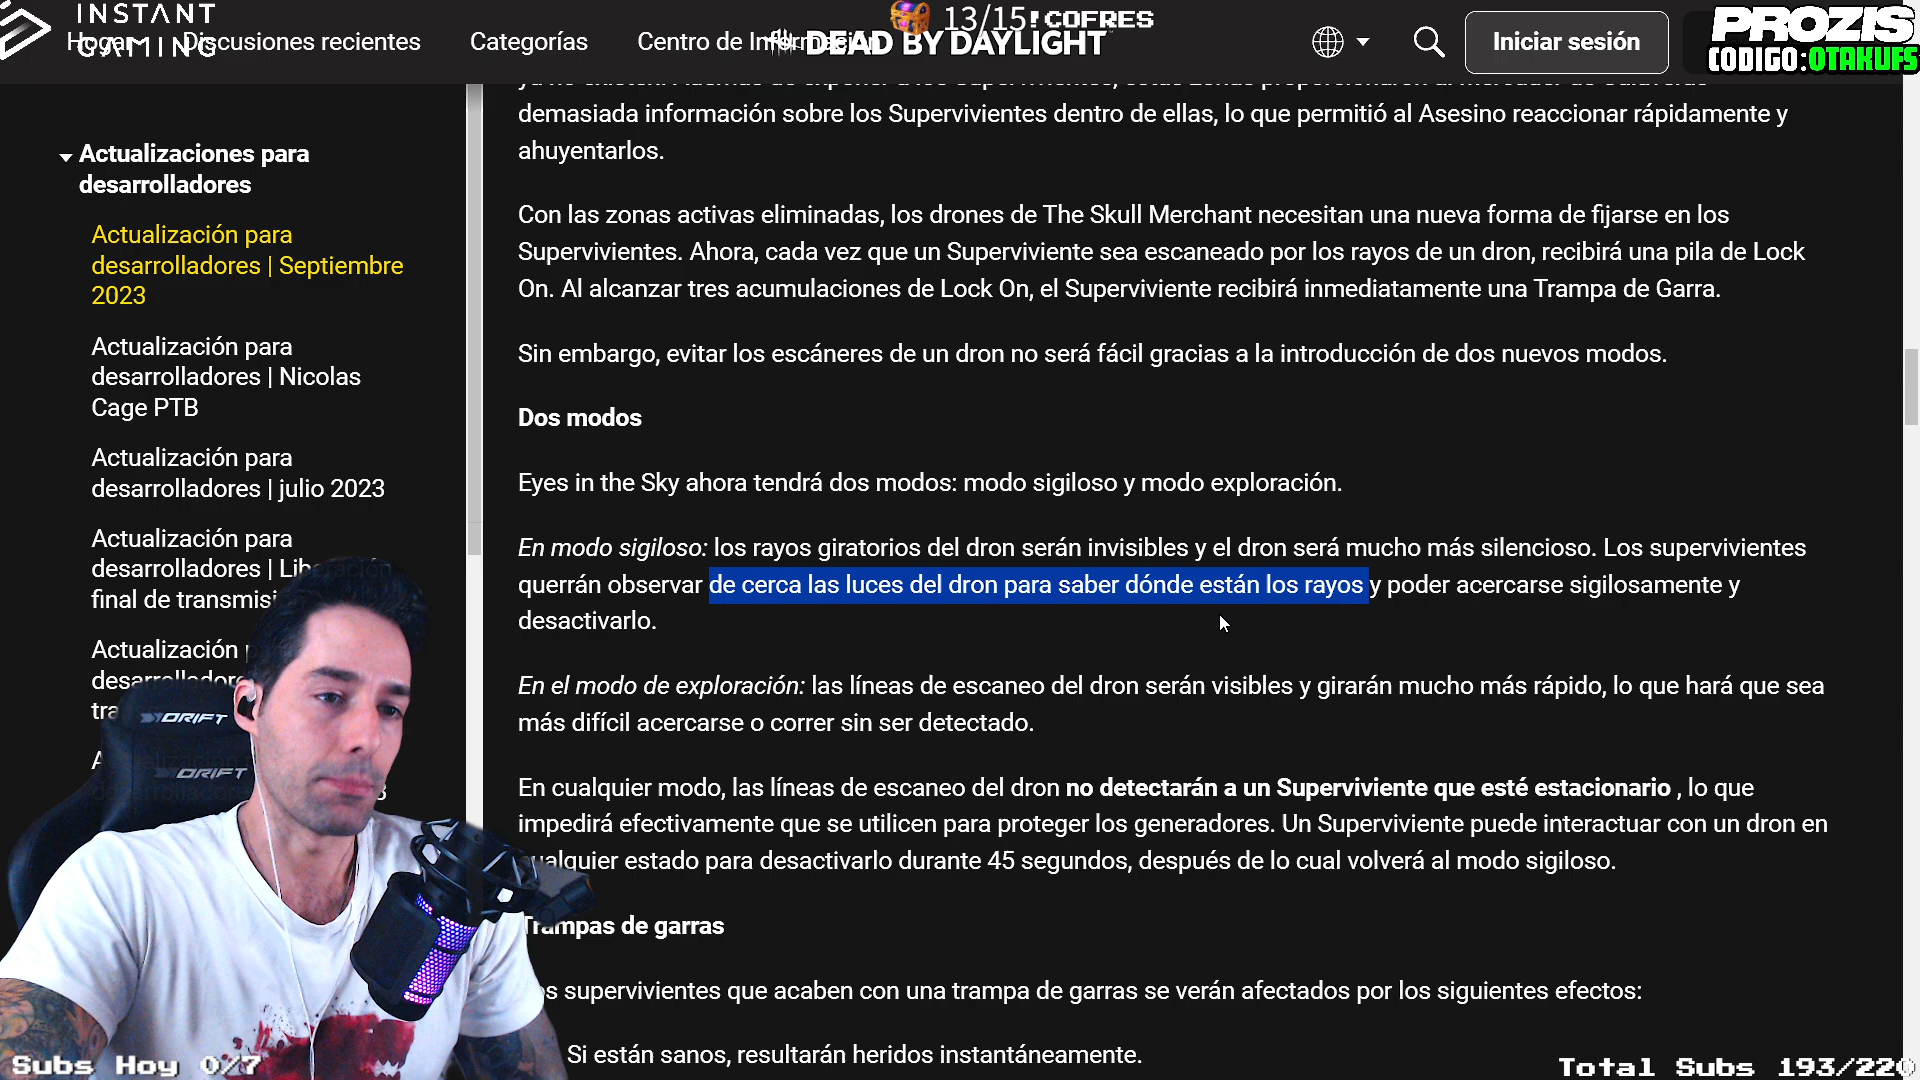 INSTANT
GAMING
Hogar
Discusiones recientes
Categorías
Centro de Información
13/15
!COFRES
DEAD BY DAYLIGHT
Iniciar sesión
PROZIS
CODIGO:OTAKUFS
Actualizaciones para
desarrolladores
Actualización para
desarrolladores | Septiembre
2023
Actualización para
desarrolladores | Nicolas
Cage PTB
Actualización para
desarrolladores | julio 2023
Actualización para
desarrolladores | Liberación
final de transmisi
Actualización
DRIFT
DRIFT
demasiada información sobre los Supervivientes dentro de ellas, lo que permitió al Asesino reaccionar rápidamente y
ahuyentarlos.
Con las zonas activas eliminadas, los drones de The Skull Merchant necesitan una nueva forma de fijarse en los
Supervivientes. Ahora, cada vez que un Superviviente sea escaneado por los rayos de un dron, recibirá una pila de Lock
On. Al alcanzar tres acumulaciones de Lock On, el Superviviente recibirá inmediatamente una Trampa de Garra.
Sin embargo, evitar los escáneres de un dron no será fácil gracias a la introducción de dos nuevos modos.
Dos modos
Eyes in the Sky ahora tendrá dos modos: modo sigiloso y modo exploración.
En modo sigiloso: los rayos giratorios del dron serán invisibles y el dron será mucho más silencioso. Los supervivientes
querrán observar de cerca las luces del dron para saber dónde están los rayos y poder acercarse sigilosamente y
desactivarlo.
En el modo de exploración: las líneas de escaneo del dron serán visibles y girarán mucho más rápido, lo que hará que sea
más difícil acercarse o correr sin ser detectado.
En cualquier modo, las líneas de escaneo del dron no detectarán a un Superviviente que esté estacionario , lo que
impedirá efectivamente que se utilicen para proteger los generadores. Un Superviviente puede interactuar con un dron en
cualquier estado para desactivarlo durante 45 segundos, después de lo cual volverá al modo sigiloso.
Trampas de garras
os supervivientes que acaben con una trampa de garras se verán afectados por los siguientes efectos:
Si están sanos, resultarán heridos instantáneamente.
Subs Hoy 0/7
Total Subs 193/220